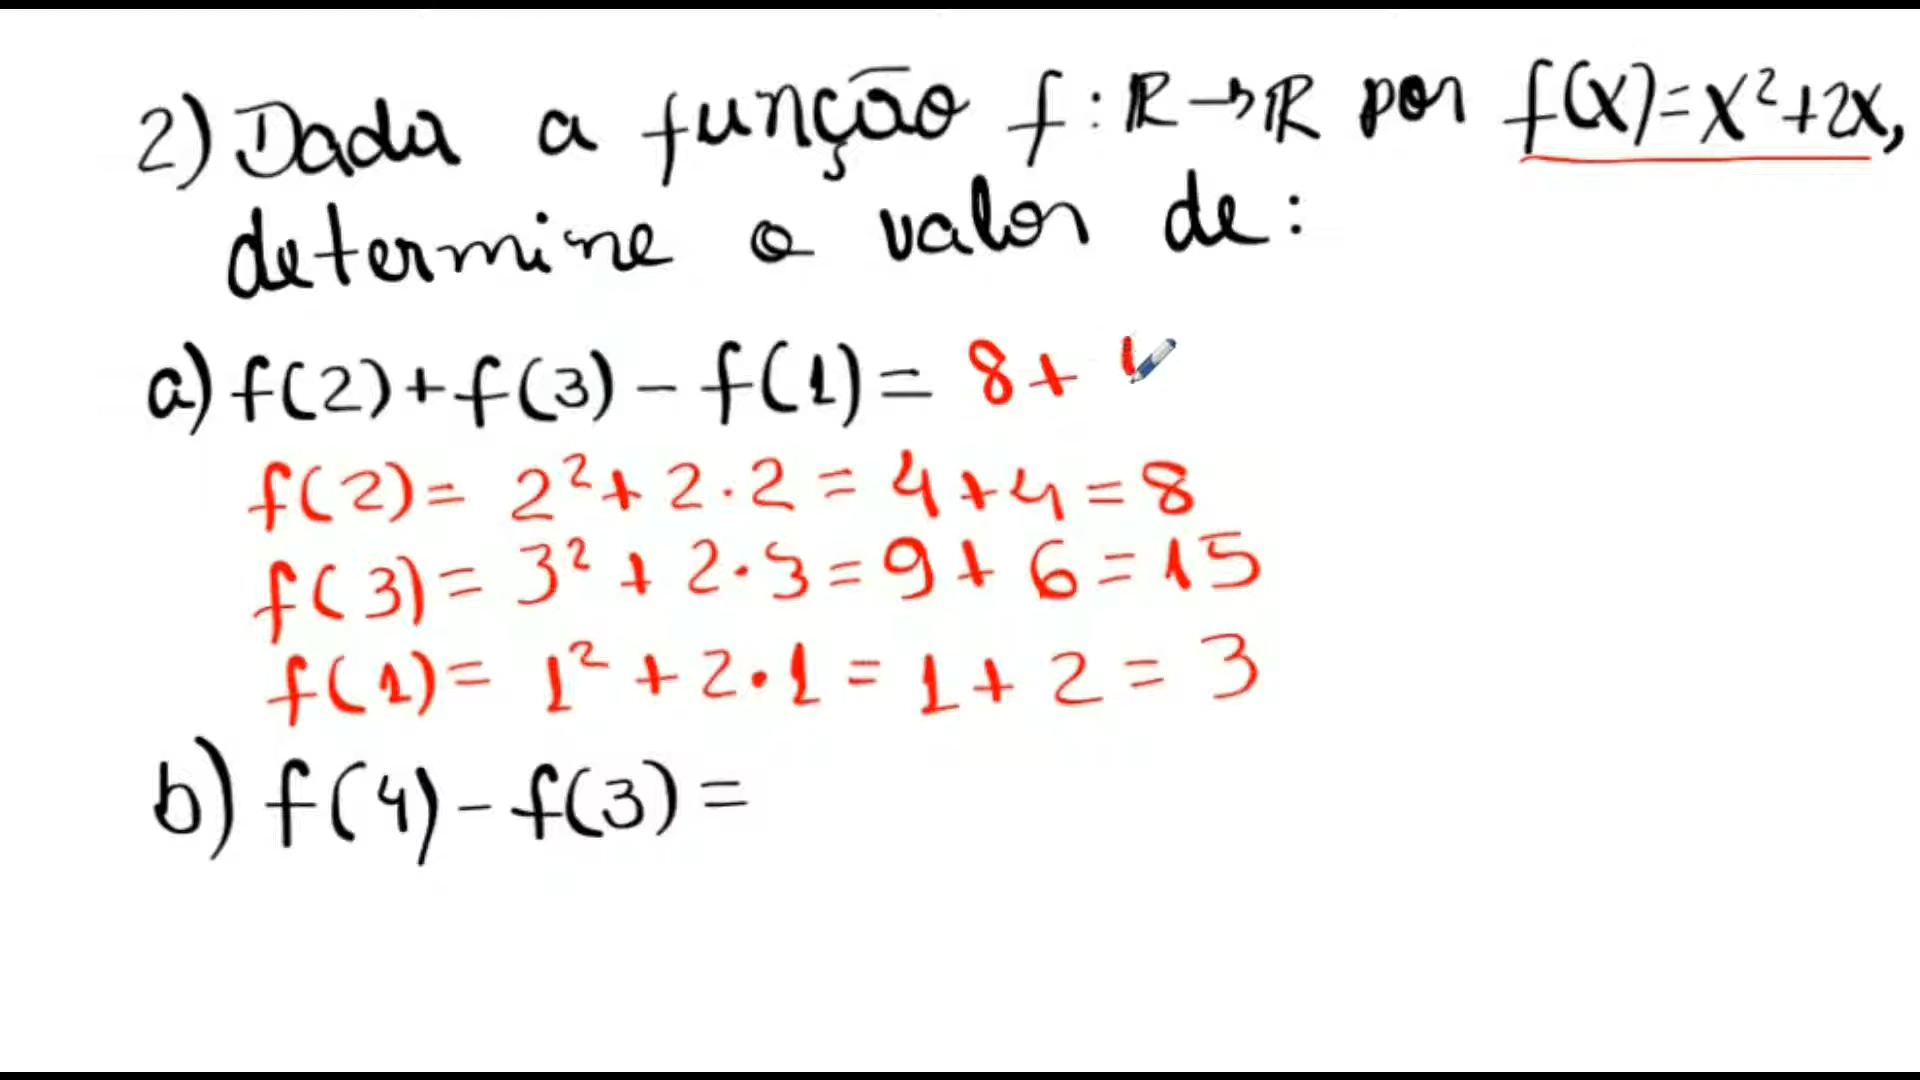 2) Dada a função f: ℝ→ℝ por f(x)=x²+2x,
determine o valor de:
a) f(2)+f(3)-f(1)= 8+
f(2)= 2²+2·2=4+4=8
f(3)=3²+2·3=9+6=15
f(1)=1²+2·1=1+2=3
b) f(4)-f(3)=